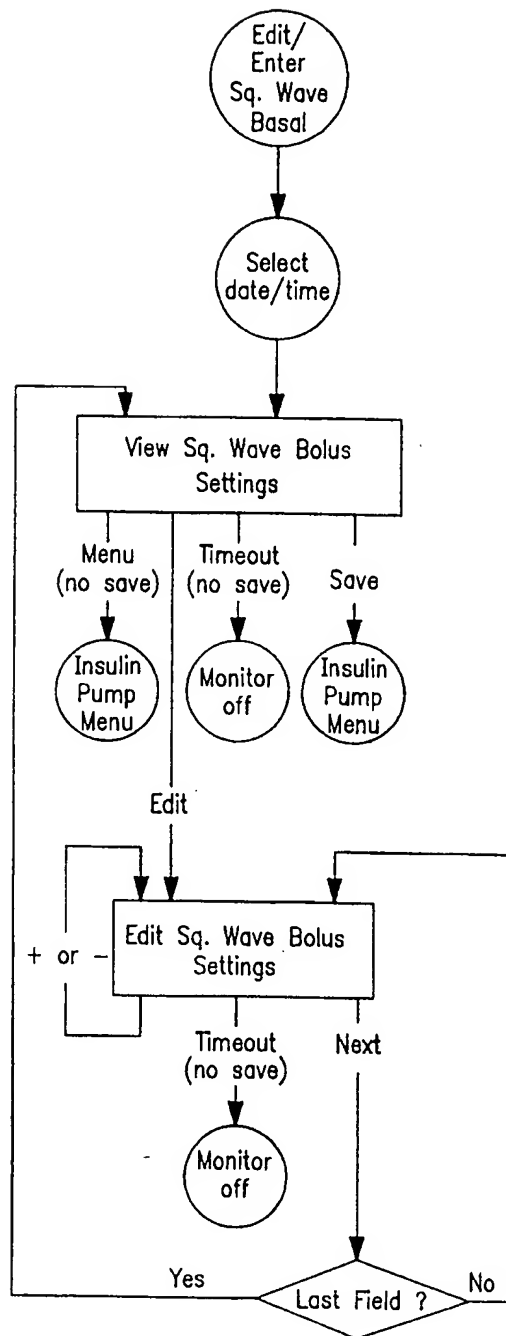 Edit/
Enter
Sq. Wave
Basal
Select
date/time
View Sq. Wave Bolus
Settings
Menu
(no save)
Timeout
(no save)
Save
Insulin
Pump
Menu
Monitor
off
Insulin
Pump
Menu
Edit
+ or -
Edit Sq. Wave Bolus
Settings
Timeout
(no save)
Next
Monitor
off
Yes
Last Field ?
No